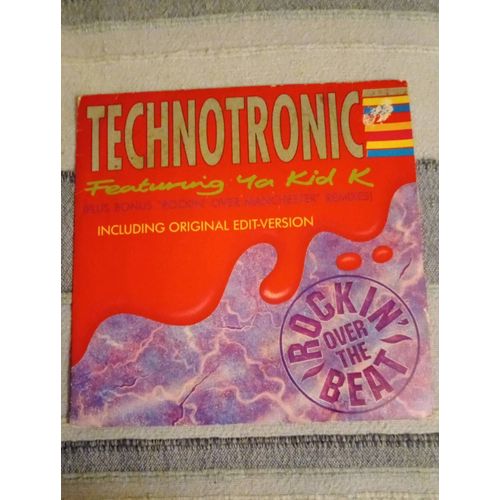 TECHNOTRONIC
Featuring Ya Kid K
(PLUS BONUS "ROCKIN' OVER MANCHESTER" REMIXES)
INCLUDING ORIGINAL EDIT-VERSION
ROCKIN'
OVER
THE
BEAT